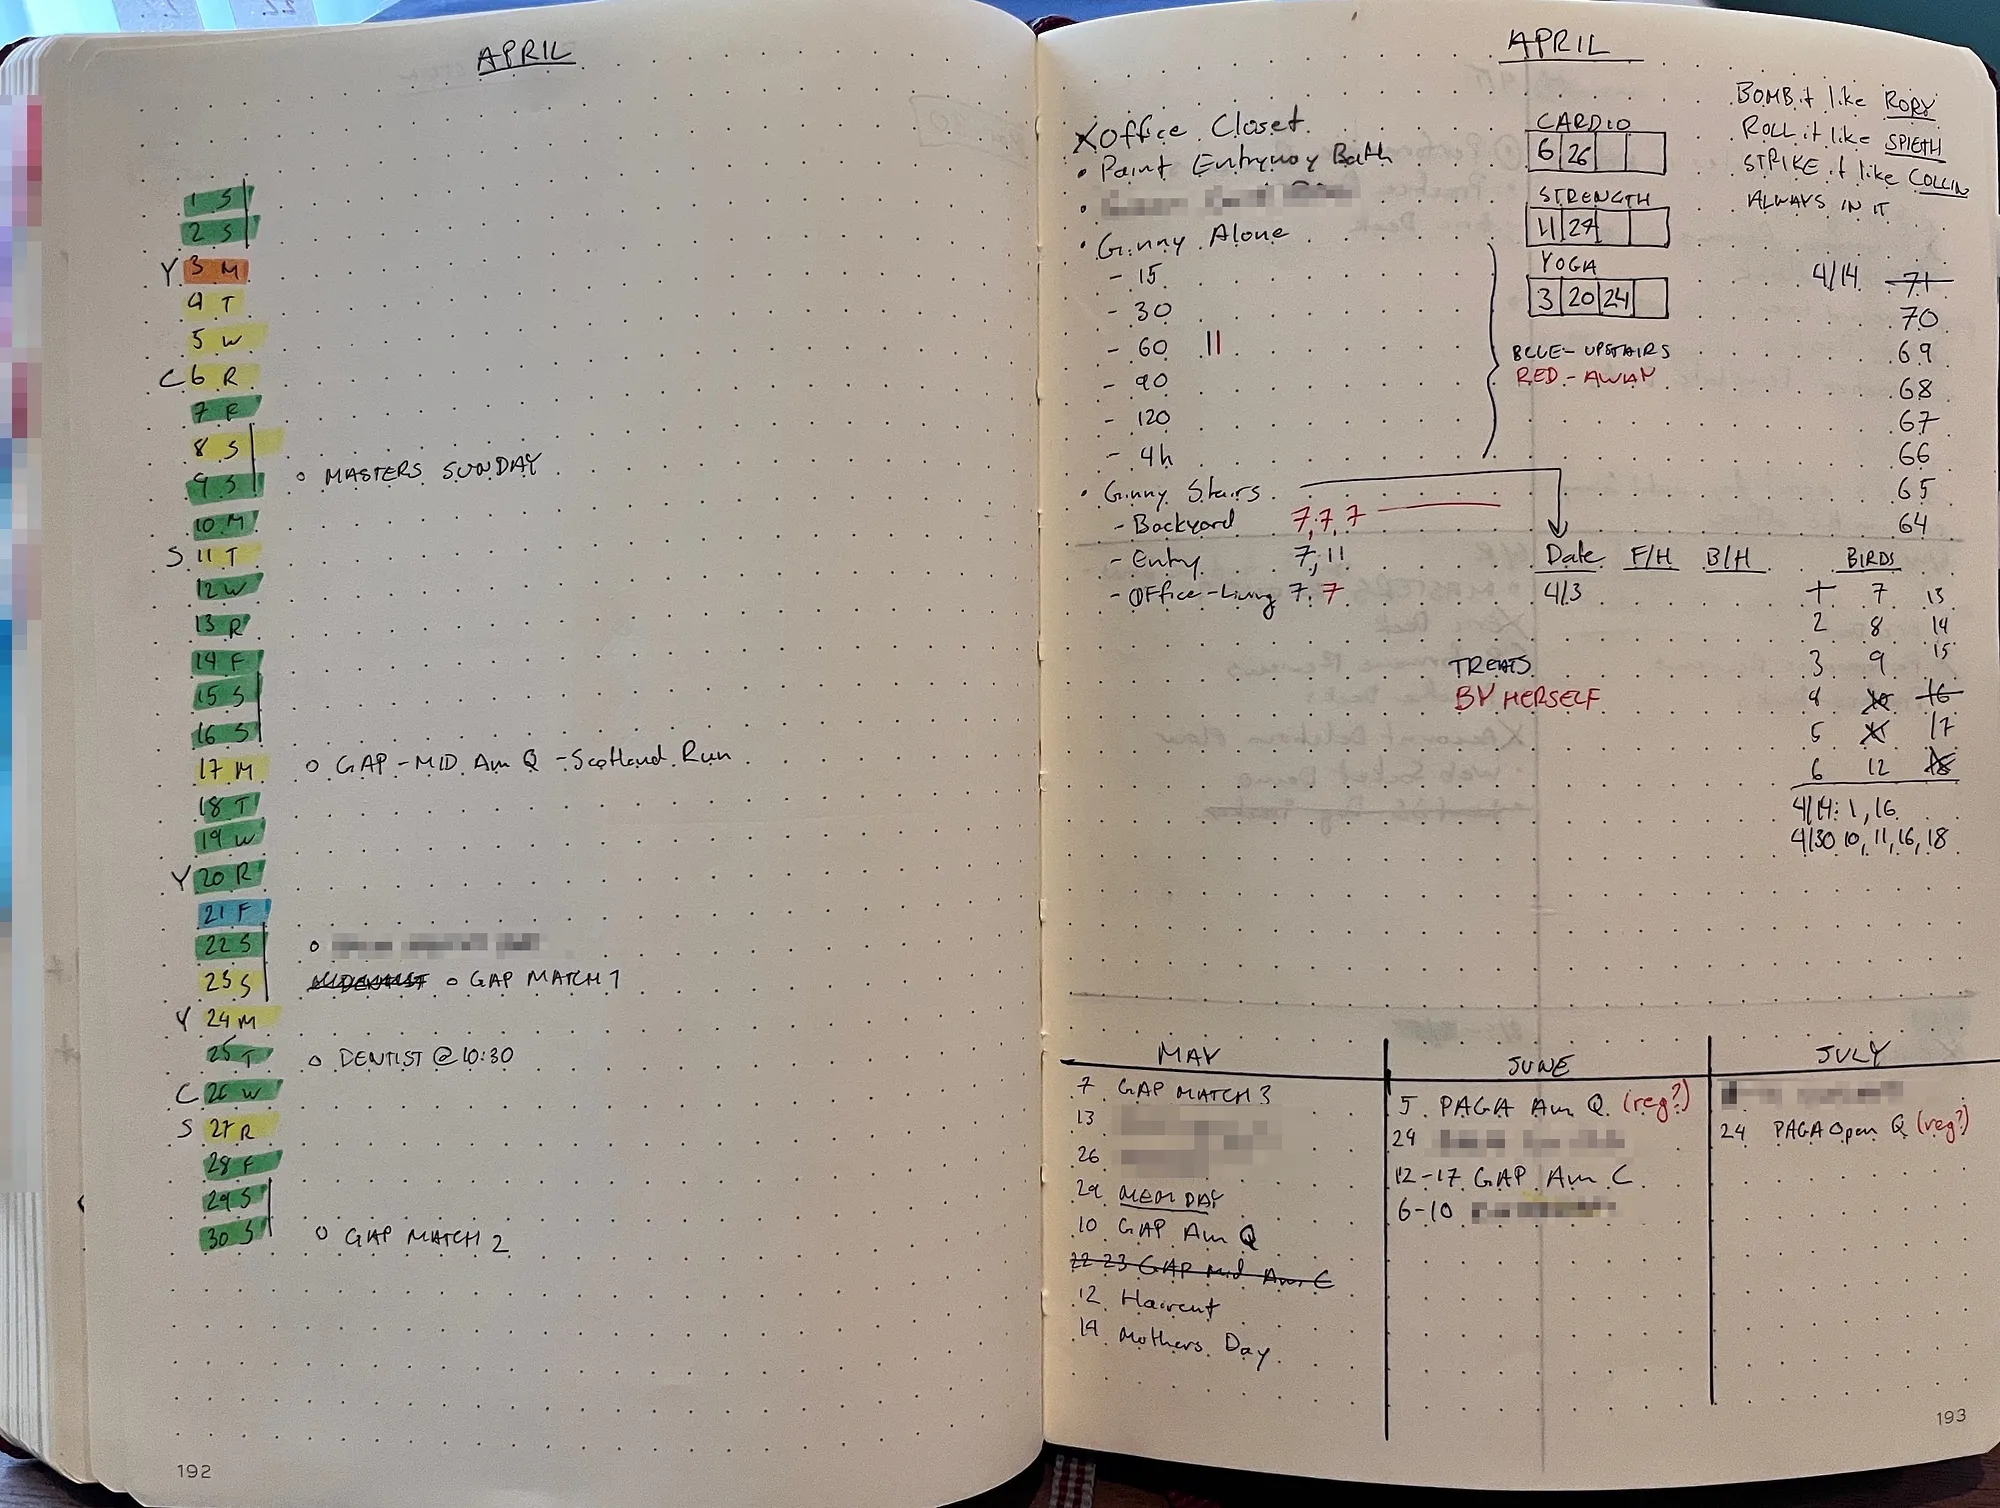 APRIL
1 S
2 S
Y 3 M
4 T
5 W
C 6 R
7 F
8 S
9 S ○ MASTERS SUNDAY
10 M
S 11 T
12 W
13 R
14 F
15 S
16 S
17 M ○ GAP - MID Am Q - Scotland Run
18 T
19 W
Y 20 R
21 F
22 S ○
23 S ○ GAP MATCH 1
Y 24 M
25 T ○ DENTIST @ 10:30
C 26 W
S 27 R
28 F
29 S
30 S ○ GAP MATCH 2
192
APRIL
X Office Closet
• Paint Entryway Bath
•
• Ginny Alone
- 15
- 30
- 60 ||
- 90
- 120
- 4h
• Ginny Stairs
- Backyard 7, 7, 7
- Entry 7, 11
- Office-Living 7, 7
CARDIO
6 26
STRENGTH
11 27
YOGA
3 20 24
BLUE - UPSTAIRS
RED - AWAY
BOMB it like RORY
ROLL it like SPIETH
STRIKE it like COLLIN
ALWAYS IN IT
4/14 71
70
69
68
67
66
65
64
Date F/H B/H
4/3
TREATS
BY HERSELF
BIRDS
1 7 13
2 8 14
3 9 15
4 10 16
5 11 17
6 12 18
4/14: 1, 16
4/30 10, 11, 16, 18
MAY
7 GAP MATCH 3
13
26
29 MEM DAY
10 GAP Am Q
22-23 GAP Mid Am C
12 Haircut
14 Mothers Day
JUNE
5 PAGA Am Q (reg?)
24
12-17 GAP Am C
6-10
JULY
24 PAGA Open Q (reg?)
193